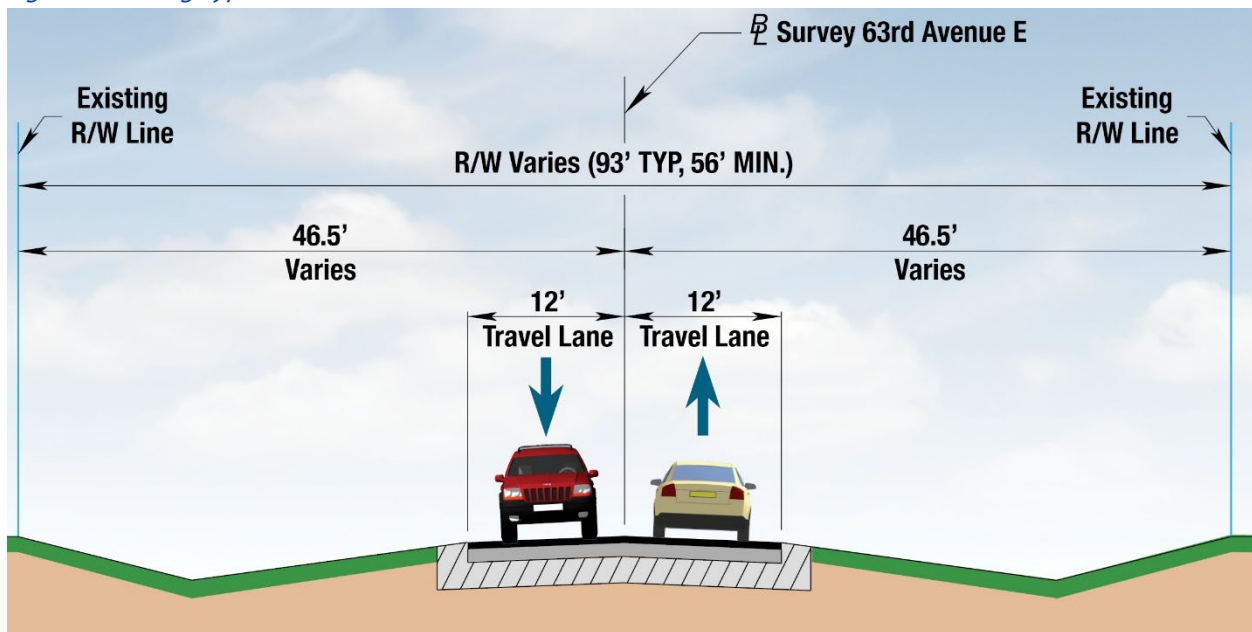 BL Survey 63rd Avenue E
Existing
R/W Line
Existing
R/W Line
R/W Varies (93' TYP, 56' MIN.)
46.5'
Varies
46.5'
Varies
12'
Travel Lane
12'
Travel Lane